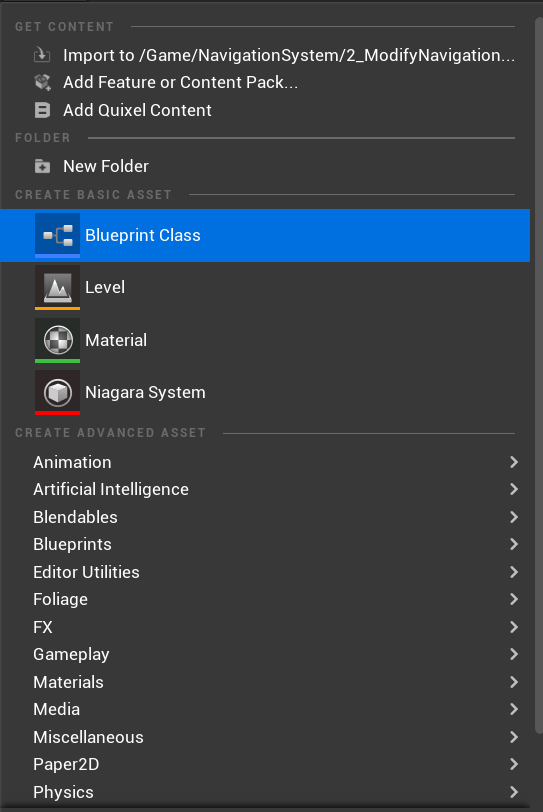 GET CONTENT
Import to /Game/NavigationSystem/2_ModifyNavigation...
Add Feature or Content Pack...
Add Quixel Content
FOLDER
New Folder
CREATE BASIC ASSET
Blueprint Class
Level
Material
Niagara System
CREATE ADVANCED ASSET
Animation
Artificial Intelligence
Blendables
Blueprints
Editor Utilities
Foliage
FX
Gameplay
Materials
Media
Miscellaneous
Paper2D
Physics